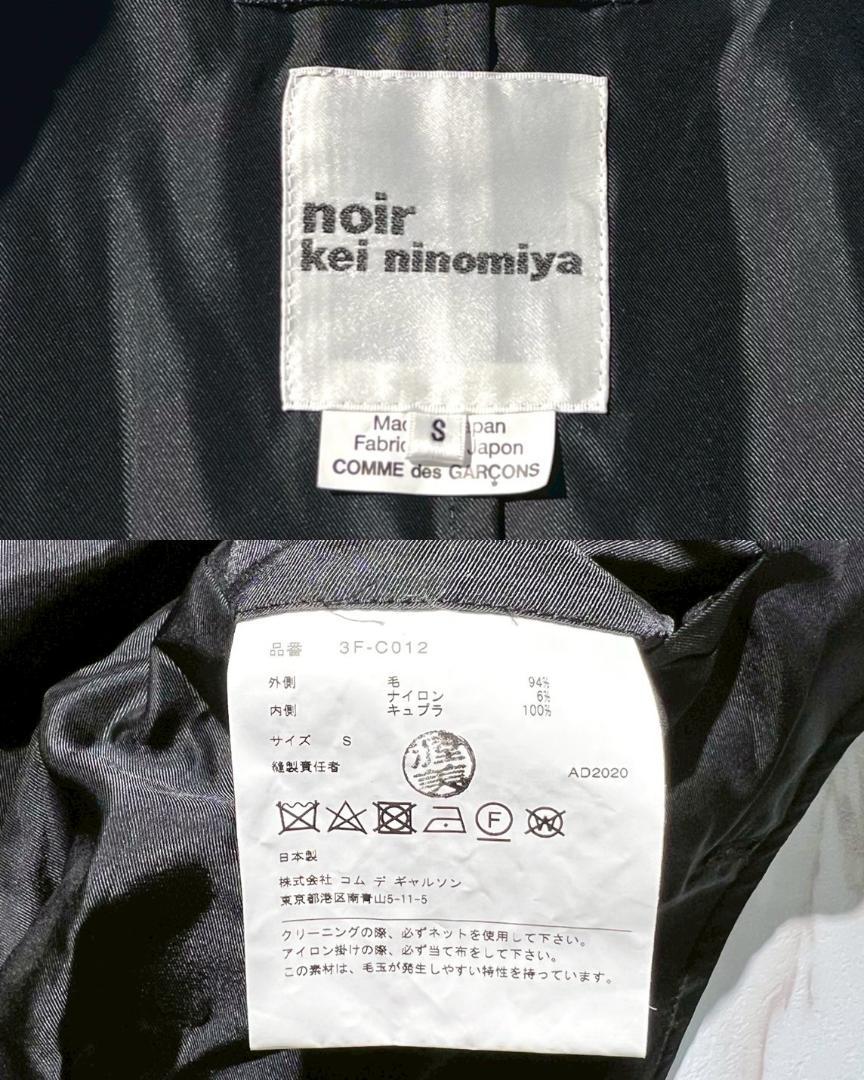 noir
kei ninomiya
S
COMME des GARÇONS
品番 3F-C012
外側 毛 94%
ナイロン 6%
内側 キュプラ 100%
サイズ S
縫製責任者
AD2020
F
W
日本製
株式会社 コム デ ギャルソン
東京都港区南青山5-11-5
クリーニングの際、必ずネットを使用して下さい。
アイロン掛けの際、必ず当て布をして下さい。
この素材は、毛玉が発生しやすい特性を持っています。